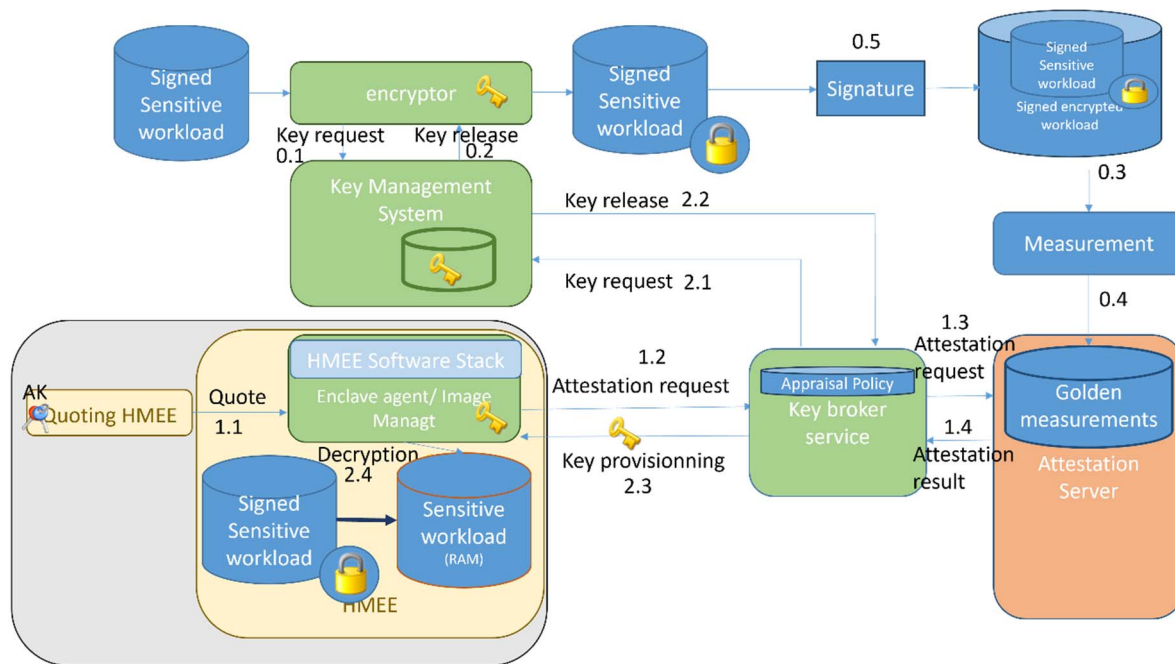 Signed
Sensitive
workload
encryptor
Signed
Sensitive
workload
0.5
Signature
Signed
Sensitive
workload
Signed encrypted
workload
Key request
0.1
Key release
0.2
Key Management
System
Key release 2.2
Key request 2.1
0.3
Measurement
0.4
AK
Quoting HMEE
Quote
1.1
HMEE Software Stack
Enclave agent/ Image
Managt
1.2
Attestation request
Key provisionning
2.3
Appraisal Policy
Key broker
service
1.3
Attestation
request
1.4
Attestation
result
Golden
measurements
Attestation
Server
Decryption
2.4
Signed
Sensitive
workload
Sensitive
workload
(RAM)
HMEE